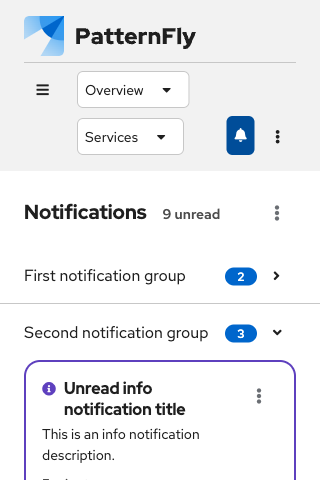 PatternFly
Overview
Services
Notifications 9 unread
First notification group 2
Second notification group 3
Unread info
notification title
This is an info notification
description.